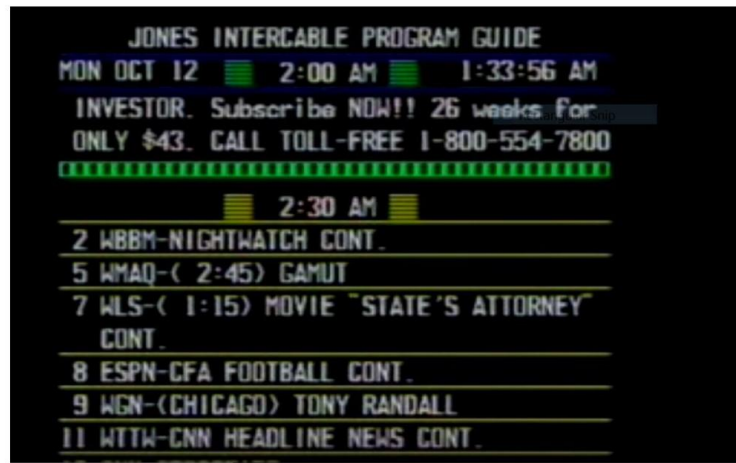 JONES INTERCABLE PROGRAM GUIDE
MON OCT 12 2:00 AM 1:33:56 AM
INVESTOR. Subscribe NOW!! 26 weeks for
Snip
ONLY $43. CALL TOLL-FREE 1-800-554-7800
2:30 AM
2 WBBM-NIGHTWATCH CONT.
5 WMAQ-( 2:45) GAMUT
7 WLS-( 1:15) MOVIE "STATE'S ATTORNEY"
CONT.
8 ESPN-CFA FOOTBALL CONT.
9 WGN-(CHICAGO) TONY RANDALL
11 WTTW-CNN HEADLINE NEWS CONT.